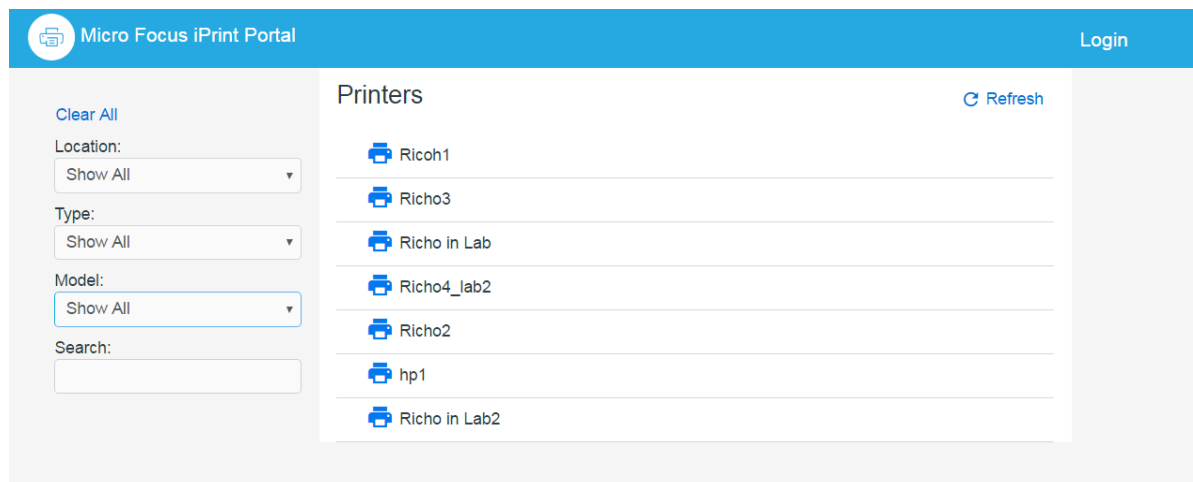 Micro Focus iPrint Portal
Login
Clear All
Location:
Show All
Type:
Show All
Model:
Show All
Search:
Printers
Refresh
Ricoh1
Richo3
Richo in Lab
Richo4_lab2
Richo2
hp1
Richo in Lab2